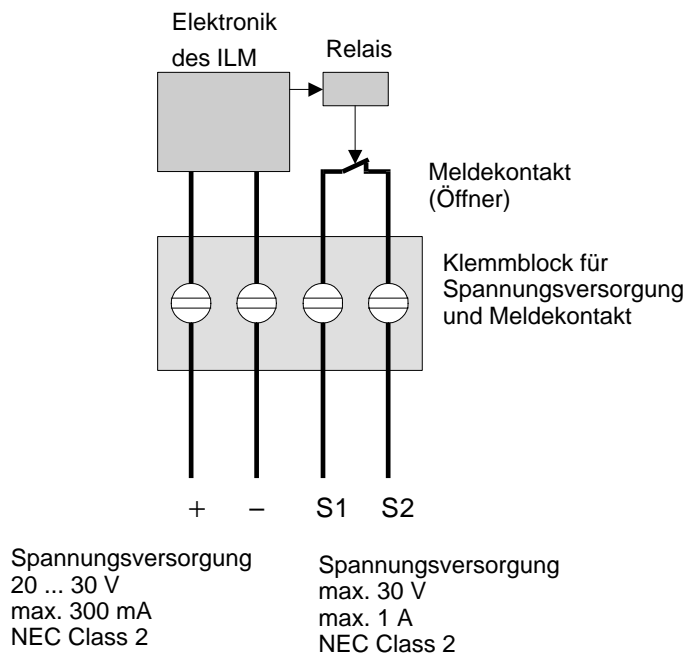 Elektronik
des ILM
Relais
Meldekontakt
(Öffner)
Klemmblock für
Spannungsversorgung
und Meldekontakt
+ – S1 S2
Spannungsversorgung
20 ... 30 V
max. 300 mA
NEC Class 2
Spannungsversorgung
max. 30 V
max. 1 A
NEC Class 2